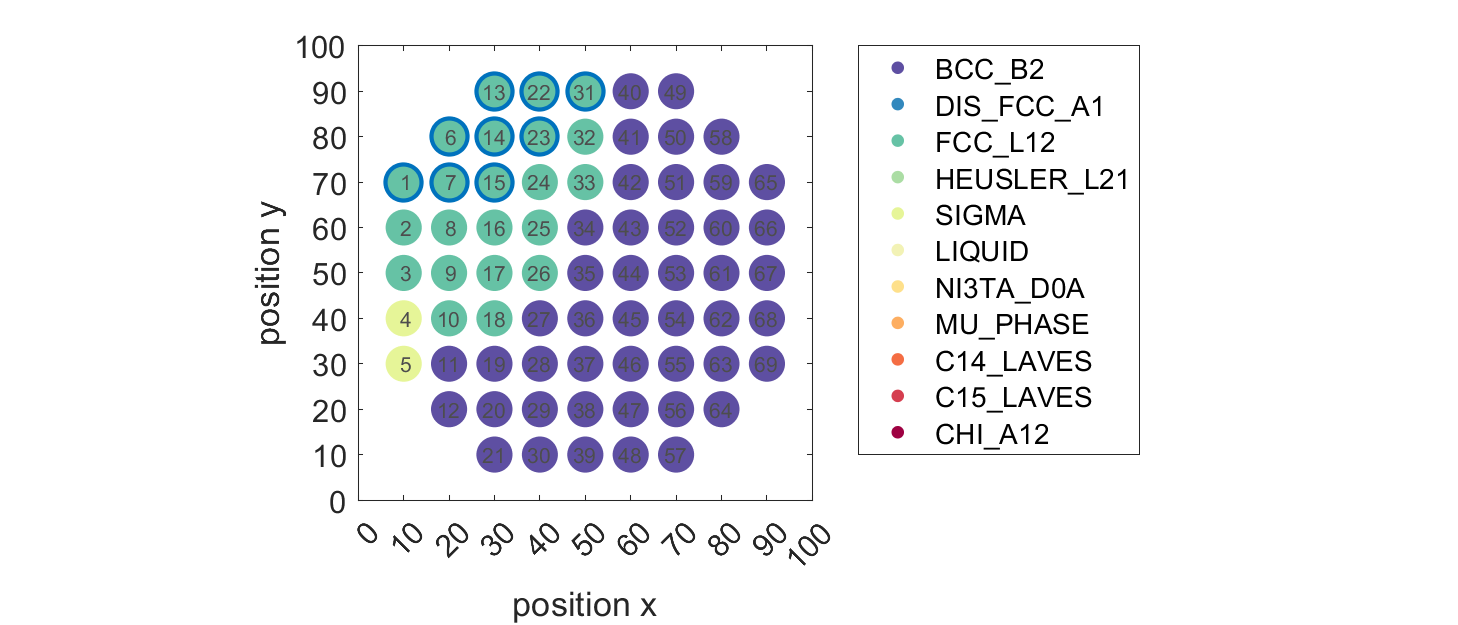 100
90
80
70
60
50
40
30
20
10
0
position y
13 22 31 40 49
6 14 23 32 41 50 58
1 7 15 24 33 42 51 59 65
2 8 16 25 34 43 52 60 66
3 9 17 26 35 44 53 61 67
4 10 18 27 36 45 54 62 68
5 11 19 28 37 46 55 63 69
12 20 29 38 47 56 64
21 30 39 48 57
0 10 20 30 40 50 60 70 80 90 100
position x
BCC_B2
DIS_FCC_A1
FCC_L12
HEUSLER_L21
SIGMA
LIQUID
NI3TA_D0A
MU_PHASE
C14_LAVES
C15_LAVES
CHI_A12